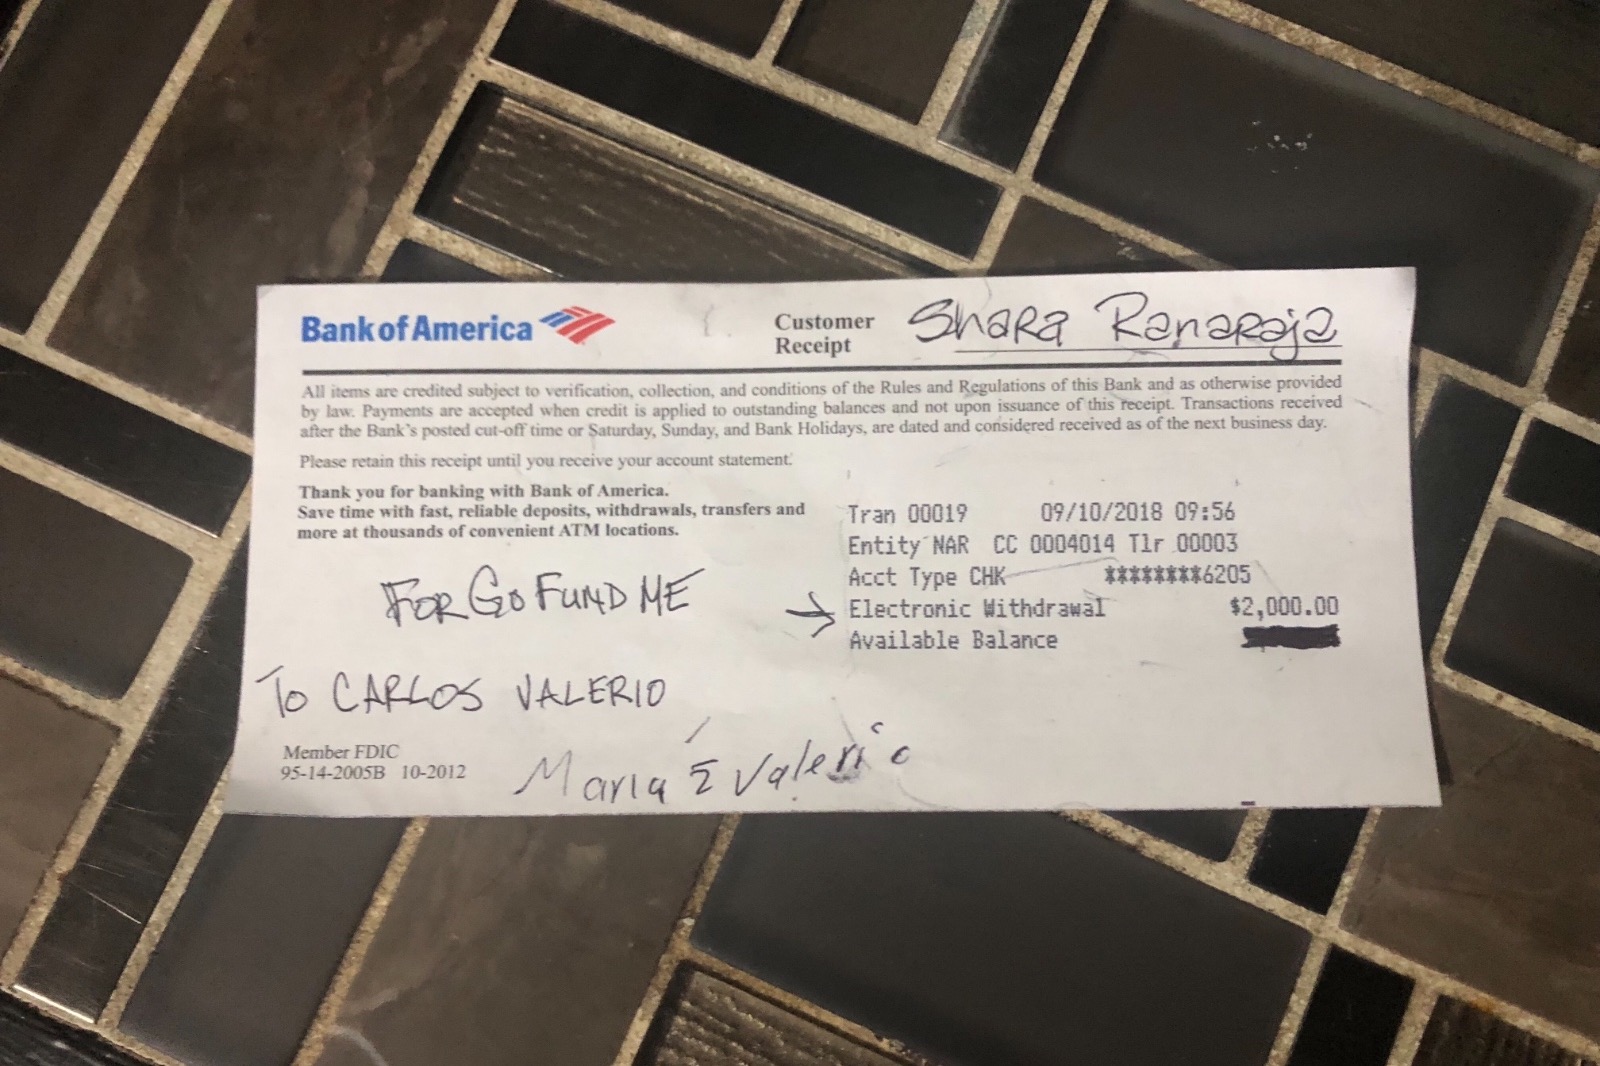 Bank of America
Customer Receipt
Shara Ranaraja
All items are credited subject to verification, collection, and conditions of the Rules and Regulations of this Bank and as otherwise provided
by law. Payments are accepted when credit is applied to outstanding balances and not upon issuance of this receipt. Transactions received
after the Bank's posted cut-off time or Saturday, Sunday, and Bank Holidays, are dated and considered received as of the next business day.
Please retain this receipt until you receive your account statement.
Thank you for banking with Bank of America.
Save time with fast, reliable deposits, withdrawals, transfers and
more at thousands of convenient ATM locations.
Tran 00019 09/10/2018 09:56
Entity NAR CC 0004014 Tlr 00003
Acct Type CHK ********6205
Electronic Withdrawal $2,000.00
Available Balance
FOR GO FUND ME
TO CARLOS VALERIO
Member FDIC
95-14-2005B 10-2012
Maria E Valerio